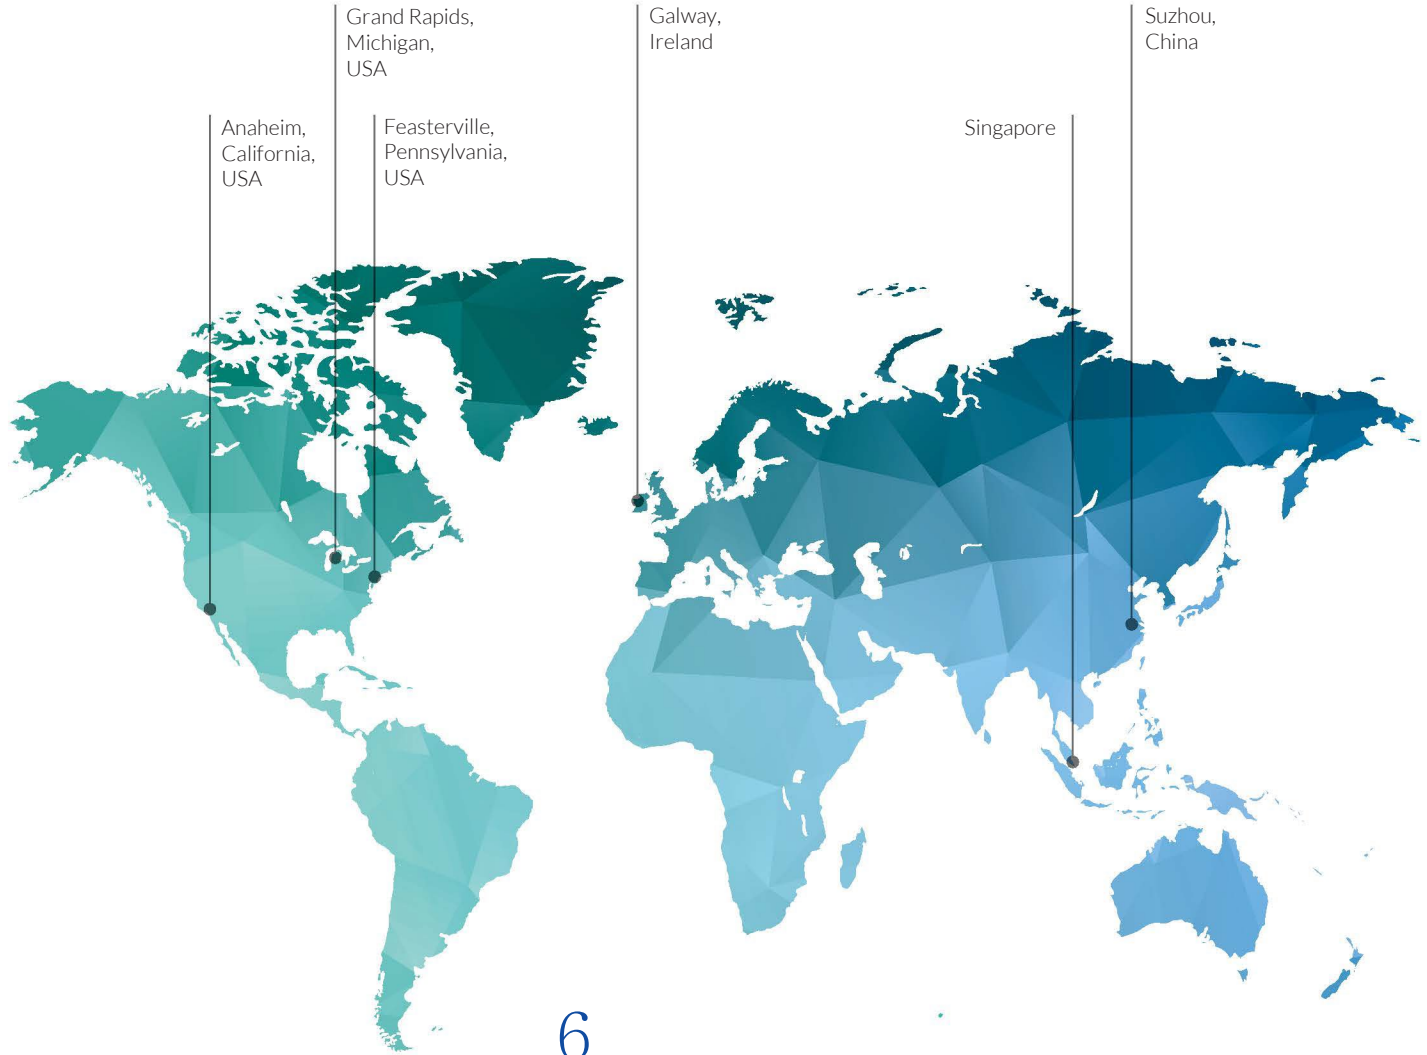 Grand Rapids,
Michigan,
USA
Galway,
Ireland
Suzhou,
China
Anaheim,
California,
USA
Feasterville,
Pennsylvania,
USA
Singapore
6